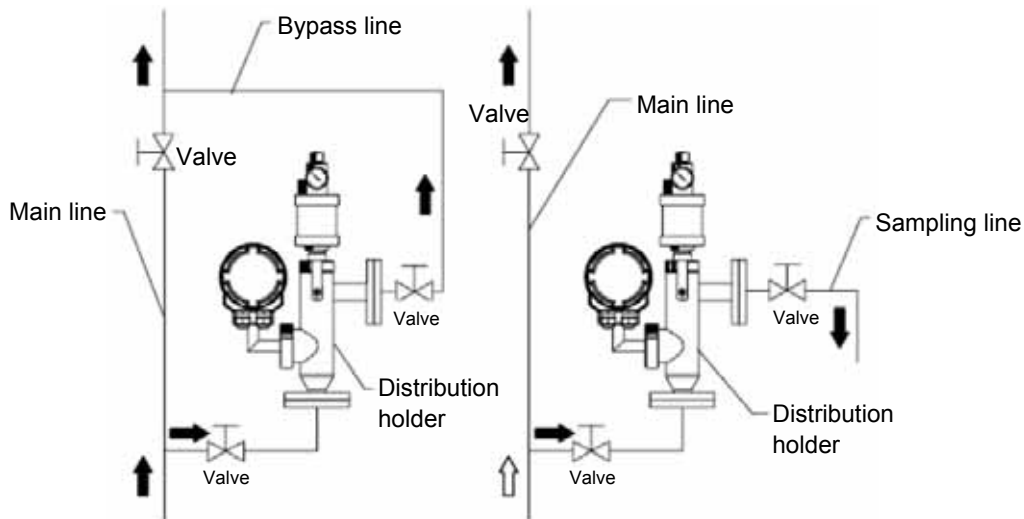 Bypass line
Valve
Main line
Valve
Distribution
holder
Valve
Valve
Main line
Sampling line
Valve
Distribution
holder
Valve